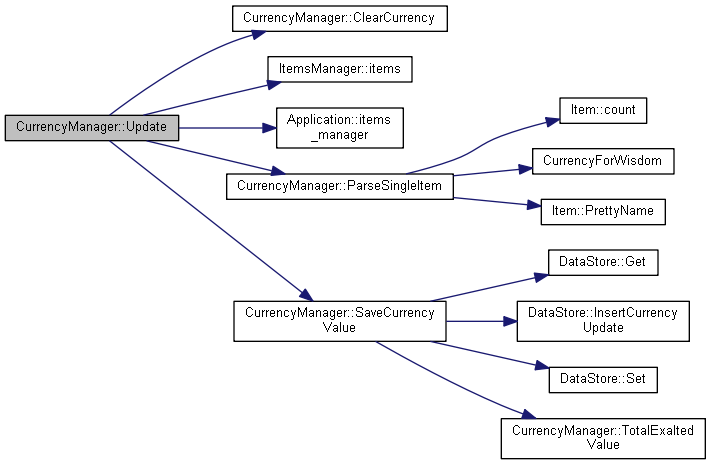 CurrencyManager::Update
CurrencyManager::ClearCurrency
ItemsManager::items
Application::items
_manager
CurrencyManager::ParseSingleItem
Item::count
CurrencyForWisdom
Item::PrettyName
CurrencyManager::SaveCurrency
Value
DataStore::Get
DataStore::InsertCurrency
Update
DataStore::Set
CurrencyManager::TotalExalted
Value